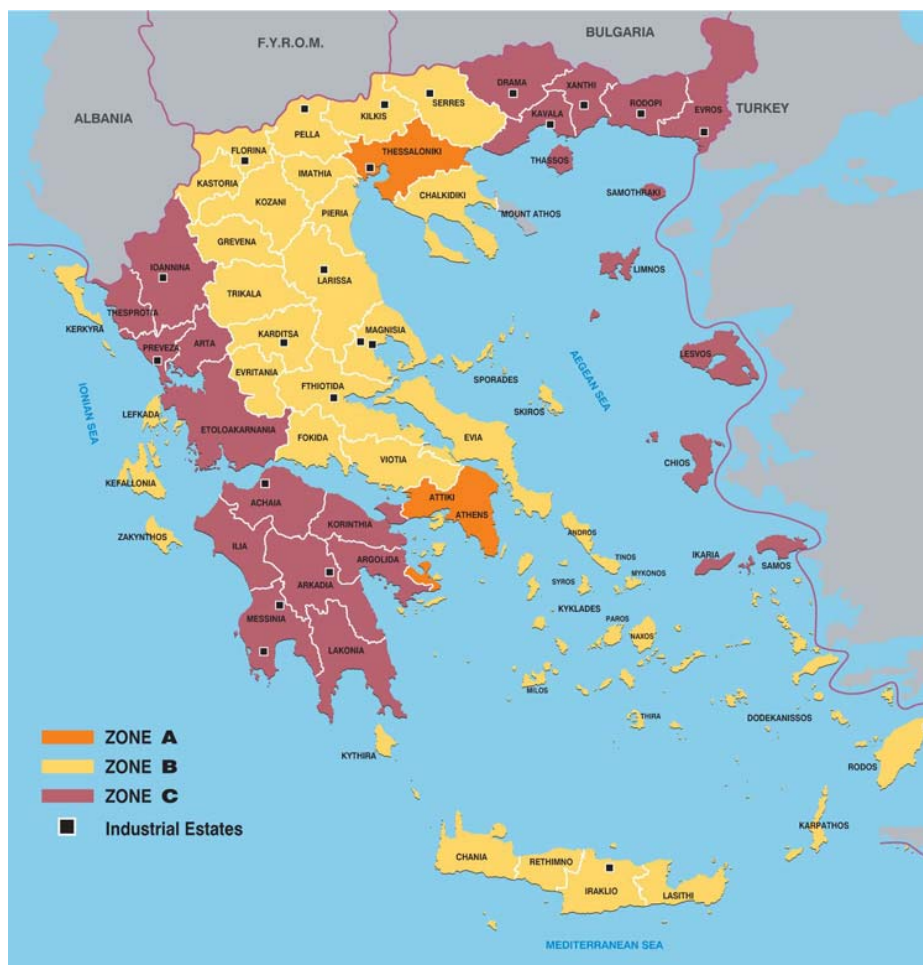 BULGARIA
F.Y.R.O.M.
ALBANIA
TURKEY
DRAMA
XANTHI
KAVALA
RODOPI
EVROS
SERRES
KILKIS
PELLA
THESSALONIKI
FLORINA
IMATHIA
KASTORIA
KOZANI
PIERIA
CHALKIDIKI
MOUNT ATHOS
THASSOS
SAMOTHRAKI
GREVENA
IOANNINA
LARISSA
LIMNOS
TRIKALA
THESPROTIA
KERKYRA
KARDITSA
MAGNISIA
PREVEZA
ARTA
LESVOS
AEGEAN SEA
IONIAN SEA
EVRITANIA
SPORADES
FTHIOTIDA
SKIROS
LEFKADA
ETOLOAKARNANIA
FOKIDA
EVIA
VIOTIA
CHIOS
KEFALLONIA
ACHAIA
ATTIKI
ATHENS
KORINTHIA
ZAKYNTHOS
ILIA
ANDROS
ARGOLIDA
TINOS
IKARIA
SAMOS
ARKADIA
SYROS
MYKONOS
KYKLADES
MESSINIA
PAROS
NAXOS
LAKONIA
MILOS
THIRA
DODEKANISSOS
KYTHIRA
RODOS
ZONE A
ZONE B
ZONE C
Industrial Estates
KARPATHOS
CHANIA
RETHIMNO
IRAKLIO
LASITHI
MEDITERRANEAN SEA